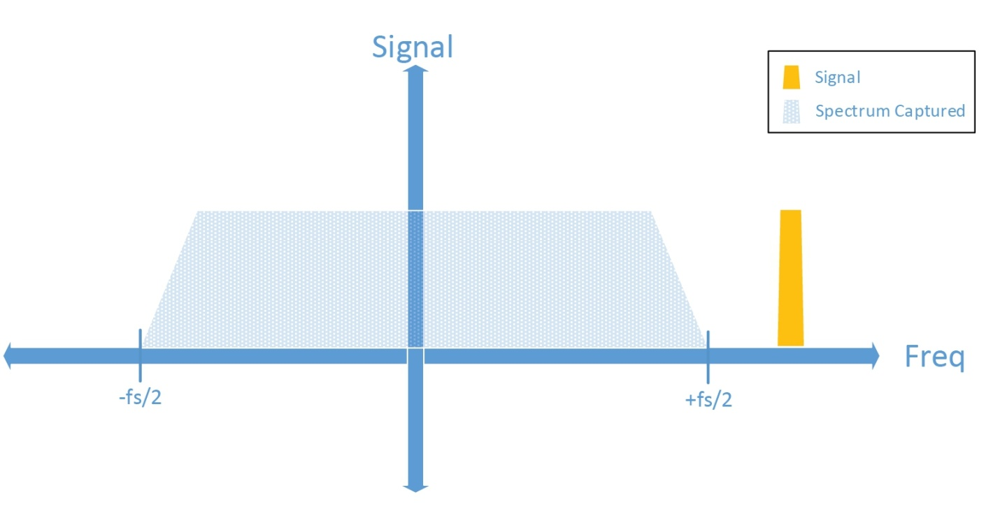 Signal
Signal
Spectrum Captured
Freq
-fs/2
+fs/2